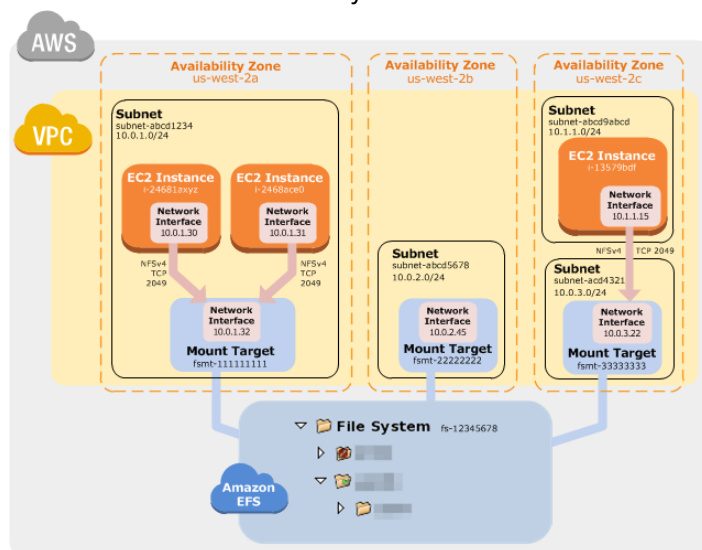 AWS
VPC
Availability Zone
us-west-2a
Subnet
subnet-abcd1234
10.0.1.0/24
EC2 Instance
i-24681axyz
Network
Interface
10.0.1.30
EC2 Instance
i-2468ace0
Network
Interface
10.0.1.31
NFSv4
TCP
2049
NFSv4
TCP
2049
Network
Interface
10.0.1.32
Mount Target
fsmt-111111111
Availability Zone
us-west-2b
Subnet
subnet-abcd5678
10.0.2.0/24
Network
Interface
10.0.2.45
Mount Target
fsmt-22222222
Availability Zone
us-west-2c
Subnet
subnet-abcd9abcd
10.1.1.0/24
EC2 Instance
i-13579bdf
Network
Interface
10.1.1.15
NFSv4 TCP 2049
Subnet
subnet-acd4321
10.0.3.0/24
Network
Interface
10.0.3.22
Mount Target
fsmt-33333333
File System fs-12345678
Amazon
EFS